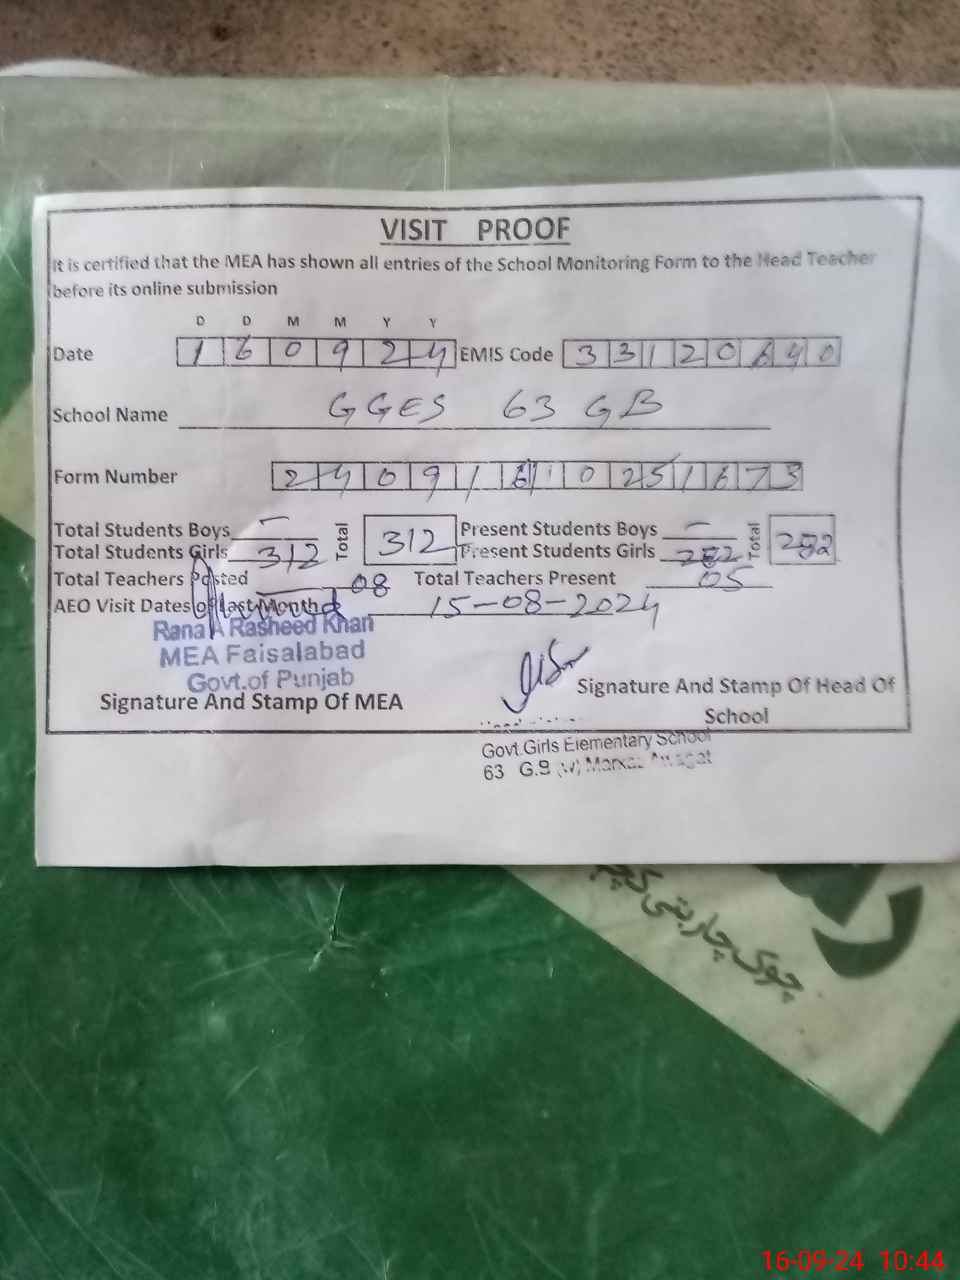 VISIT PROOF
It is certified that the MEA has shown all entries of the School Monitoring Form to the Head Teacher
before its online submission
D D M M Y Y
Date 1 6 0 9 2 4 EMIS Code 3 3 1 2 0 6 4 0
School Name GGES 63 GB
Form Number 2 4 0 9 1 6 1 0 2 5 1 6 7 3
Total Students Boys — Total 312 Present Students Boys — Total
Total Students Girls 312 Present Students Girls
Total Teachers Posted 08 Total Teachers Present 05
AEO Visit Dates of last Month 15-08-2024
Rana A Rasheed Khan
MEA Faisalabad
Govt.of Punjab
Signature And Stamp Of MEA
Signature And Stamp Of Head Of
School
Govt.Girls Elementary School
63 G.B (W) Markaz
چوک چار بتی
16-09-24 10:44